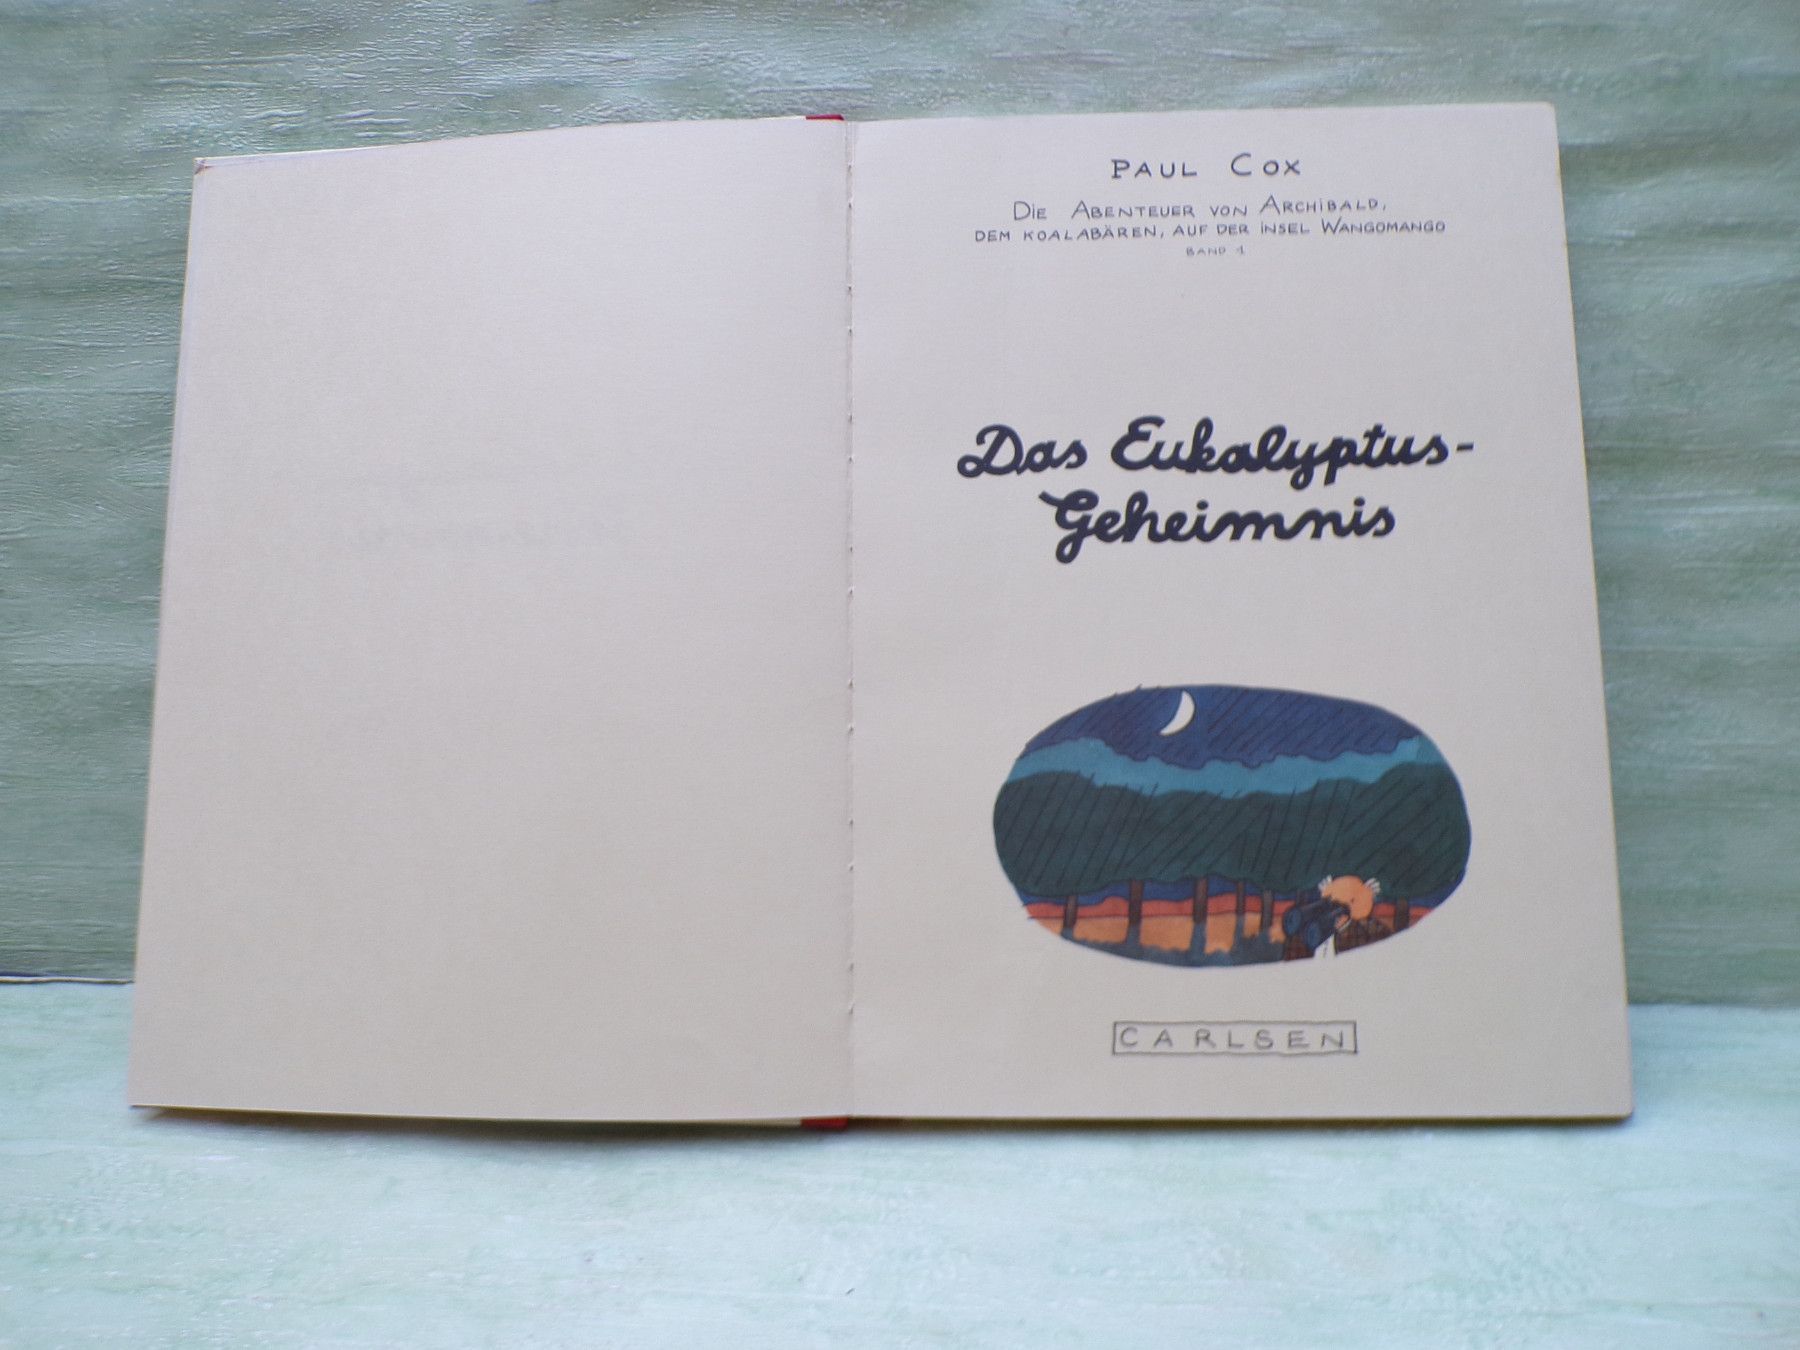 PAUL COX
DIE ABENTEUER VON ARCHiBALD,
DEM KOALABÄREN, AUF DER iNSEL WANGOMANGO
BAND 1
Das Eukalyptus-
Geheimnis
CARLSEN